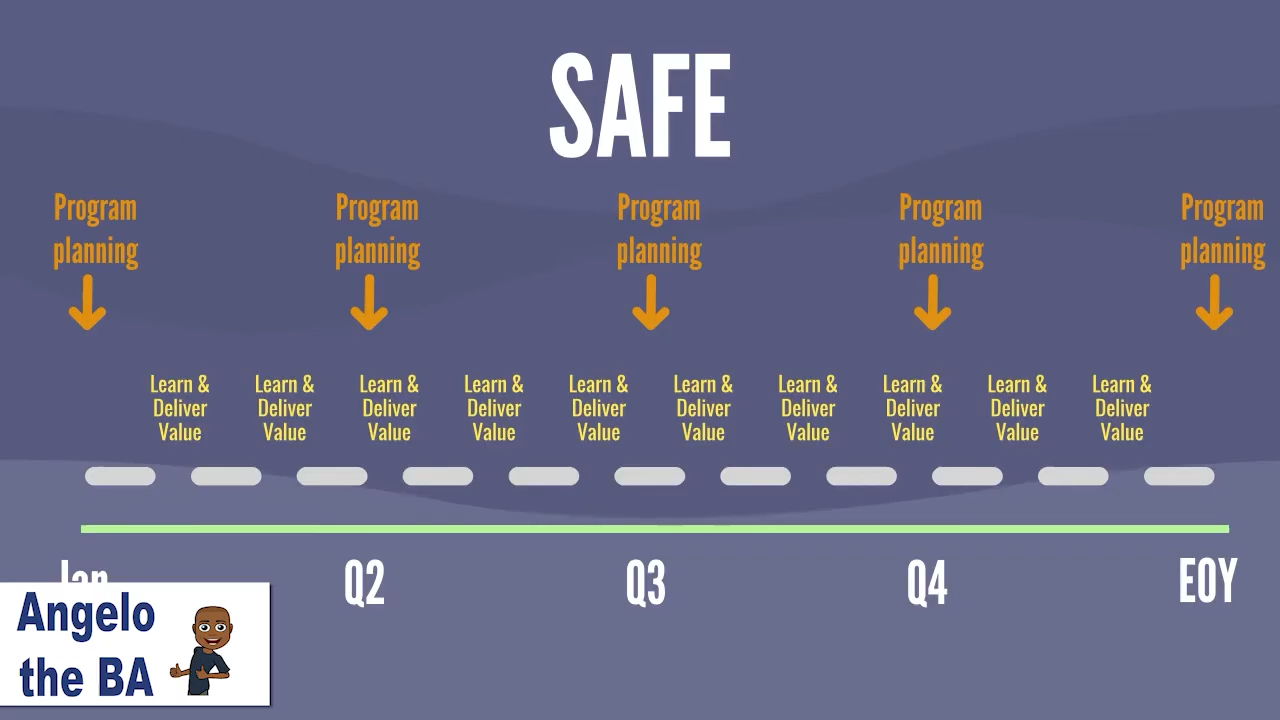 SAFE
Program
planning
Program
planning
Program
planning
Program
planning
Program
planning
Learn &
Deliver
Value
Learn &
Deliver
Value
Learn &
Deliver
Value
Learn &
Deliver
Value
Learn &
Deliver
Value
Learn &
Deliver
Value
Learn &
Deliver
Value
Learn &
Deliver
Value
Learn &
Deliver
Value
Learn &
Deliver
Value
Jan Q2 Q3 Q4 EOY
Angelo
the BA